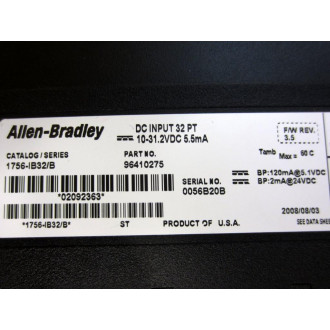 Allen-Bradley
DC INPUT 32 PT
10-31.2VDC 5.5mA
F/W REV.
3.5
CATALOG / SERIES
1756-IB32/B
PART NO.
96410275
Tamb Max = 60 C
*02092363*
SERIAL NO.
0056B20B
BP:120mA@5.1VDC
BP:2mA@24VDC
*1756-IB32/B*
ST
PRODUCT OF U.S.A.
2008/08/03
SEE DATA SHE